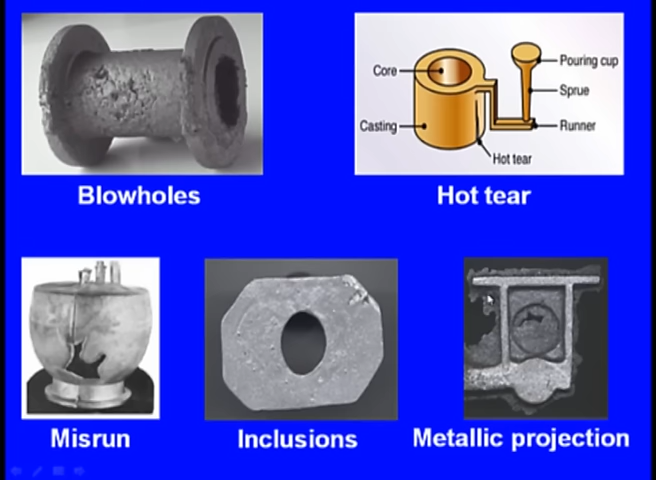 Core
Pouring cup
Sprue
Casting
Runner
Hot tear
Blowholes
Hot tear
Misrun
Inclusions
Metallic projection